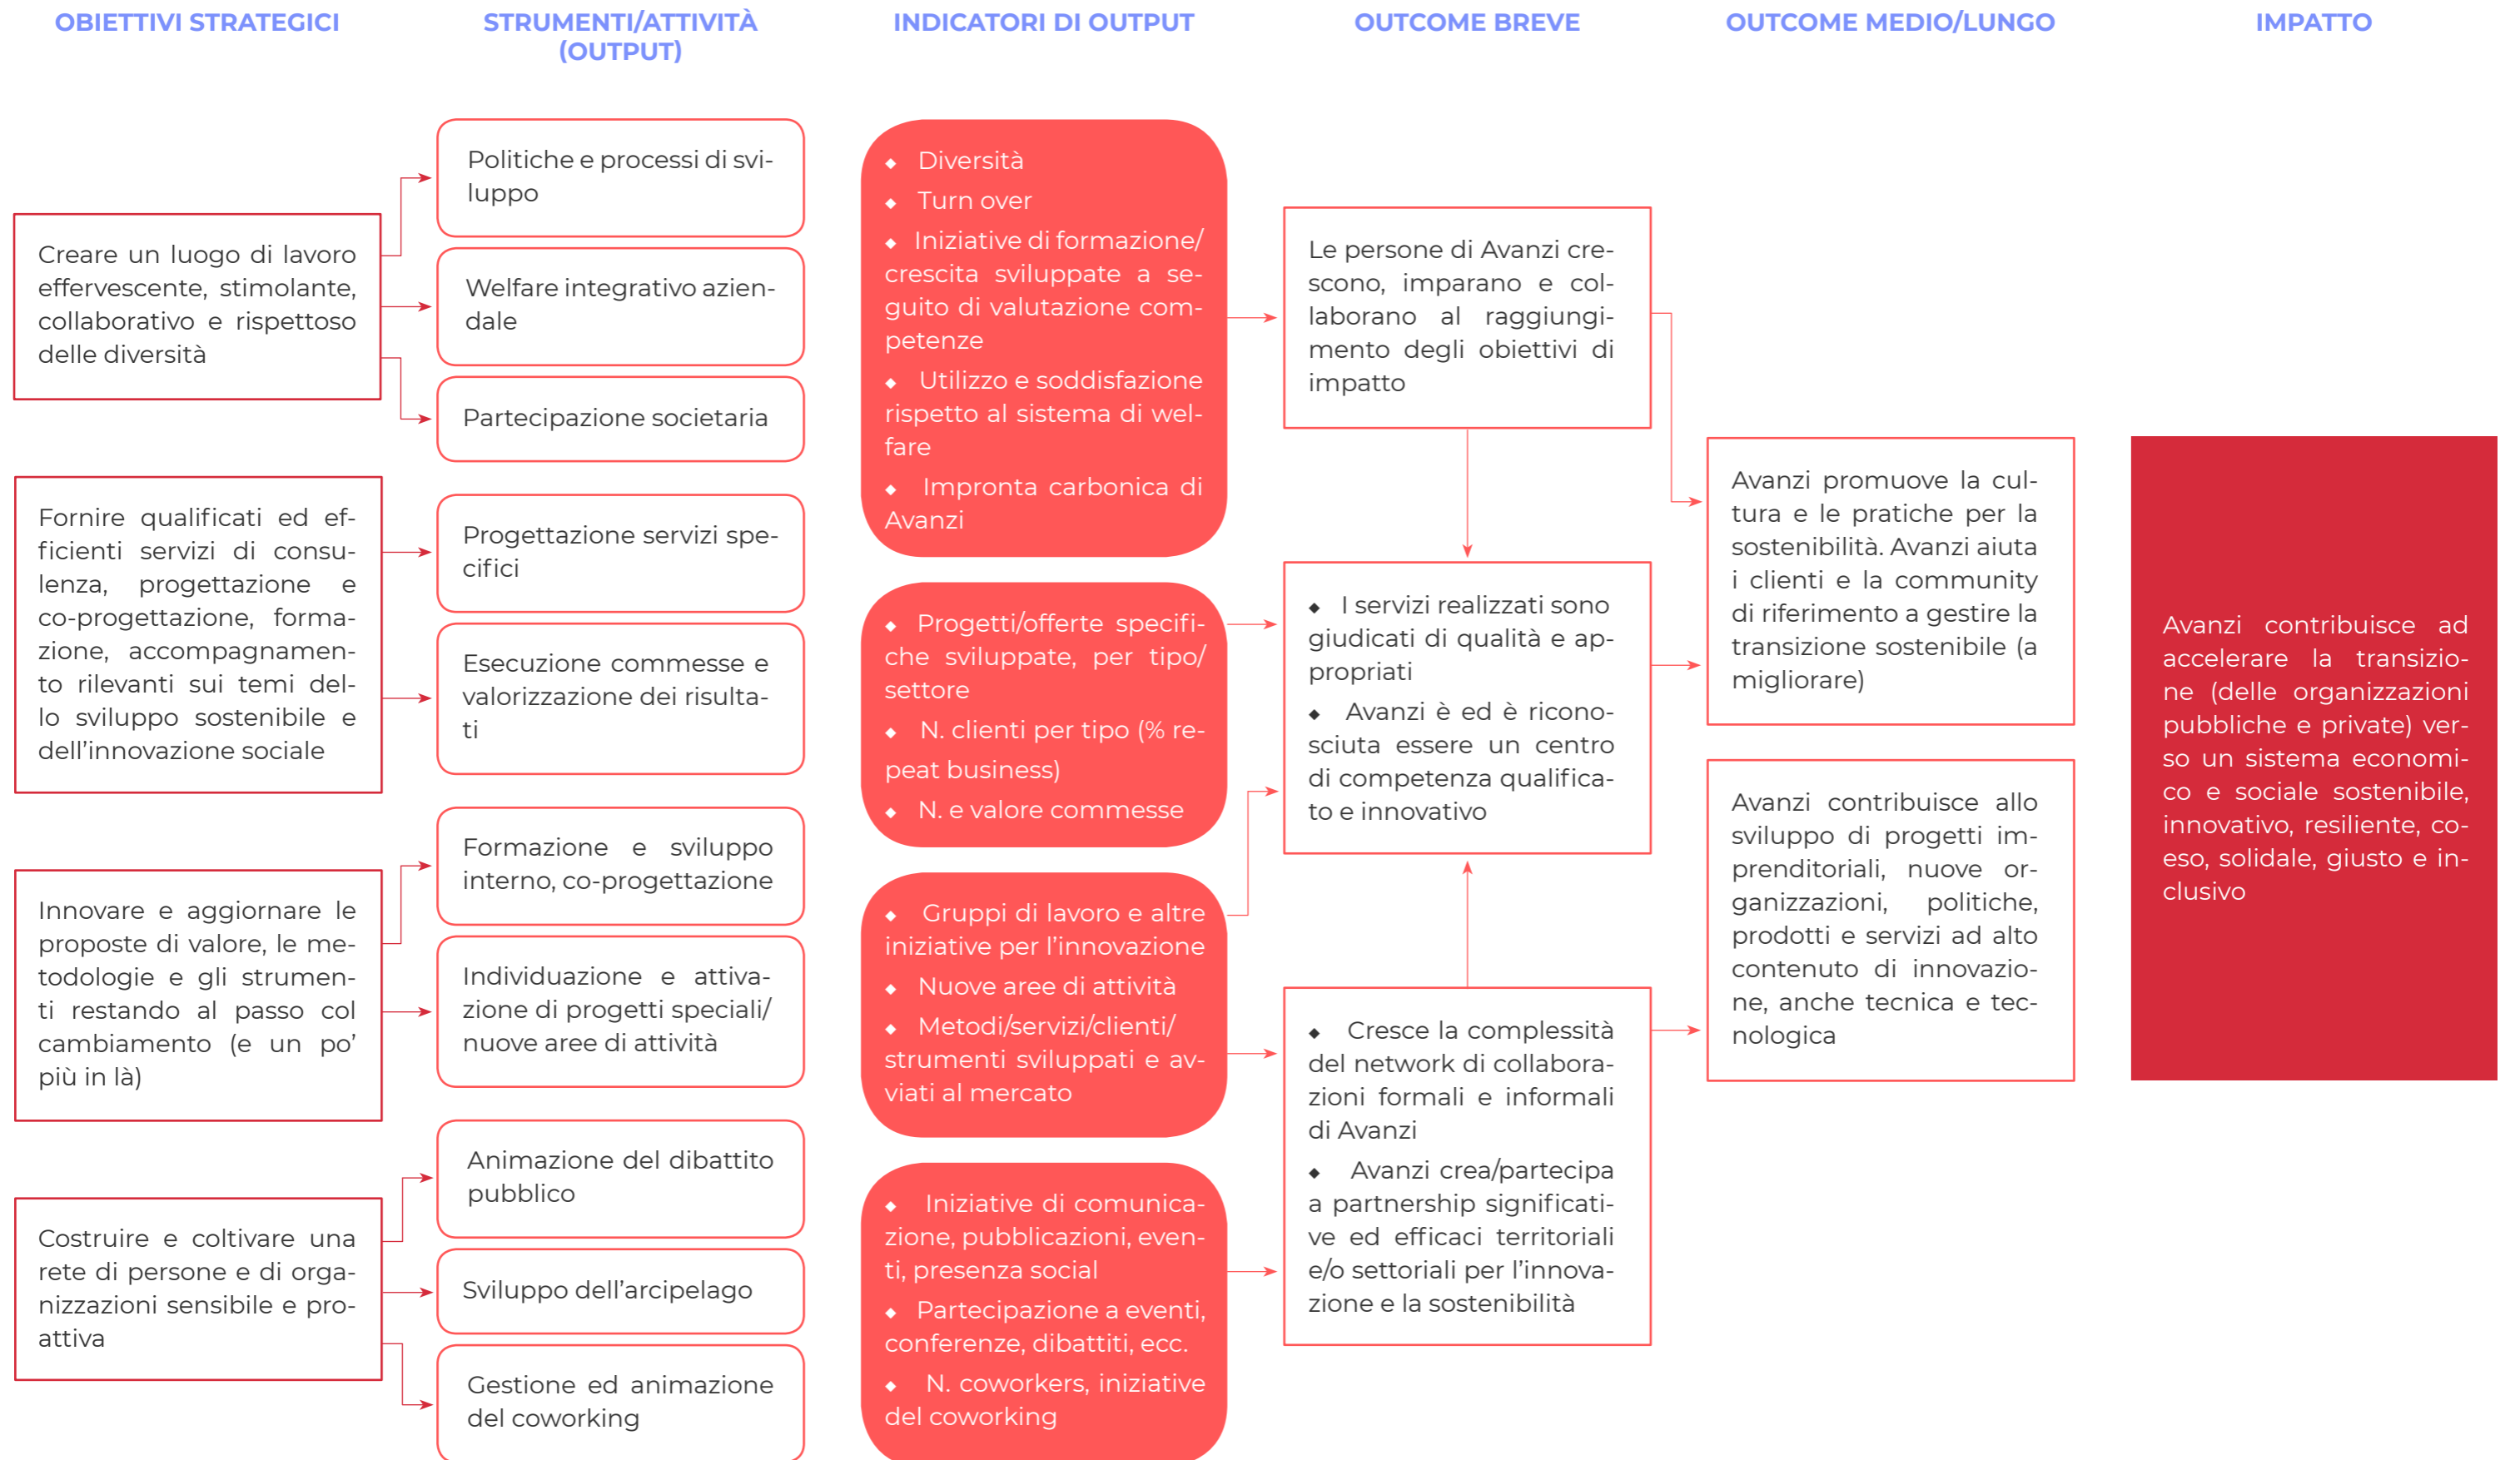 OBIETTIVI STRATEGICI
STRUMENTI/ATTIVITÀ
(OUTPUT)
INDICATORI DI OUTPUT
OUTCOME BREVE
OUTCOME MEDIO/LUNGO
IMPATTO
Creare un luogo di lavoro
effervescente, stimolante,
collaborativo e rispettoso
delle diversità
Fornire qualificati ed ef-
ficienti servizi di consu-
lenza, progettazione e
co-progettazione, forma-
zione, accompagnamen-
to rilevanti sui temi del-
lo sviluppo sostenibile e
dell’innovazione sociale
Innovare e aggiornare le
proposte di valore, le me-
todologie e gli strumen-
ti restando al passo col
cambiamento (e un po’
più in là)
Costruire e coltivare una
rete di persone e di orga-
nizzazioni sensibile e pro-
attiva
Politiche e processi di svi-
luppo
Welfare integrativo azien-
dale
Partecipazione societaria
Progettazione servizi spe-
cifici
Esecuzione commesse e
valorizzazione dei risulta-
ti
Formazione e sviluppo
interno, co-progettazione
Individuazione e attiva-
zione di progetti speciali/
nuove aree di attività
Animazione del dibattito
pubblico
Sviluppo dell’arcipelago
Gestione ed animazione
del coworking
◆ Diversità
◆ Turn over
◆ Iniziative di formazione/
crescita sviluppate a se-
guito di valutazione com-
petenze
◆ Utilizzo e soddisfazione
rispetto al sistema di wel-
fare
◆ Impronta carbonica di
Avanzi
◆ Progetti/offerte specifi-
che sviluppate, per tipo/
settore
◆ N. clienti per tipo (% re-
peat business)
◆ N. e valore commesse
◆ Gruppi di lavoro e altre
iniziative per l’innovazione
◆ Nuove aree di attività
◆ Metodi/servizi/clienti/
strumenti sviluppati e av-
viati al mercato
◆ Iniziative di comunica-
zione, pubblicazioni, even-
ti, presenza social
◆ Partecipazione a eventi,
conferenze, dibattiti, ecc.
◆ N. coworkers, iniziative
del coworking
Le persone di Avanzi cre-
scono, imparano e col-
laborano al raggiungi-
mento degli obiettivi di
impatto
◆ I servizi realizzati sono
giudicati di qualità e ap-
propriati
◆ Avanzi è ed è ricono-
sciuta essere un centro
di competenza qualifica-
to e innovativo
◆ Cresce la complessità
del network di collabora-
zioni formali e informali
di Avanzi
◆ Avanzi crea/partecipa
a partnership significati-
ve ed efficaci territoriali
e/o settoriali per l’innova-
zione e la sostenibilità
Avanzi promuove la cul-
tura e le pratiche per la
sostenibilità. Avanzi aiuta
i clienti e la community
di riferimento a gestire la
transizione sostenibile (a
migliorare)
Avanzi contribuisce allo
sviluppo di progetti im-
prenditoriali, nuove or-
ganizzazioni, politiche,
prodotti e servizi ad alto
contenuto di innovazio-
ne, anche tecnica e tec-
nologica
Avanzi contribuisce ad
accelerare la transizio-
ne (delle organizzazioni
pubbliche e private) ver-
so un sistema economi-
co e sociale sostenibile,
innovativo, resiliente, co-
eso, solidale, giusto e in-
clusivo